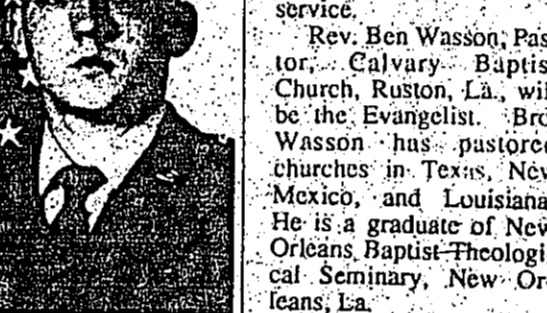 service.
Rev. Ben Wasson, Pas
tor, Calvary Baptis
Church, Ruston, La., wil
be the Evangelist. Bro
Wasson has pastored
churches in Texas, New
Mexico, and Louisiana
He is a graduate of New
Orleans Baptist Theologi
cal Seminary, New Or
leans, La.